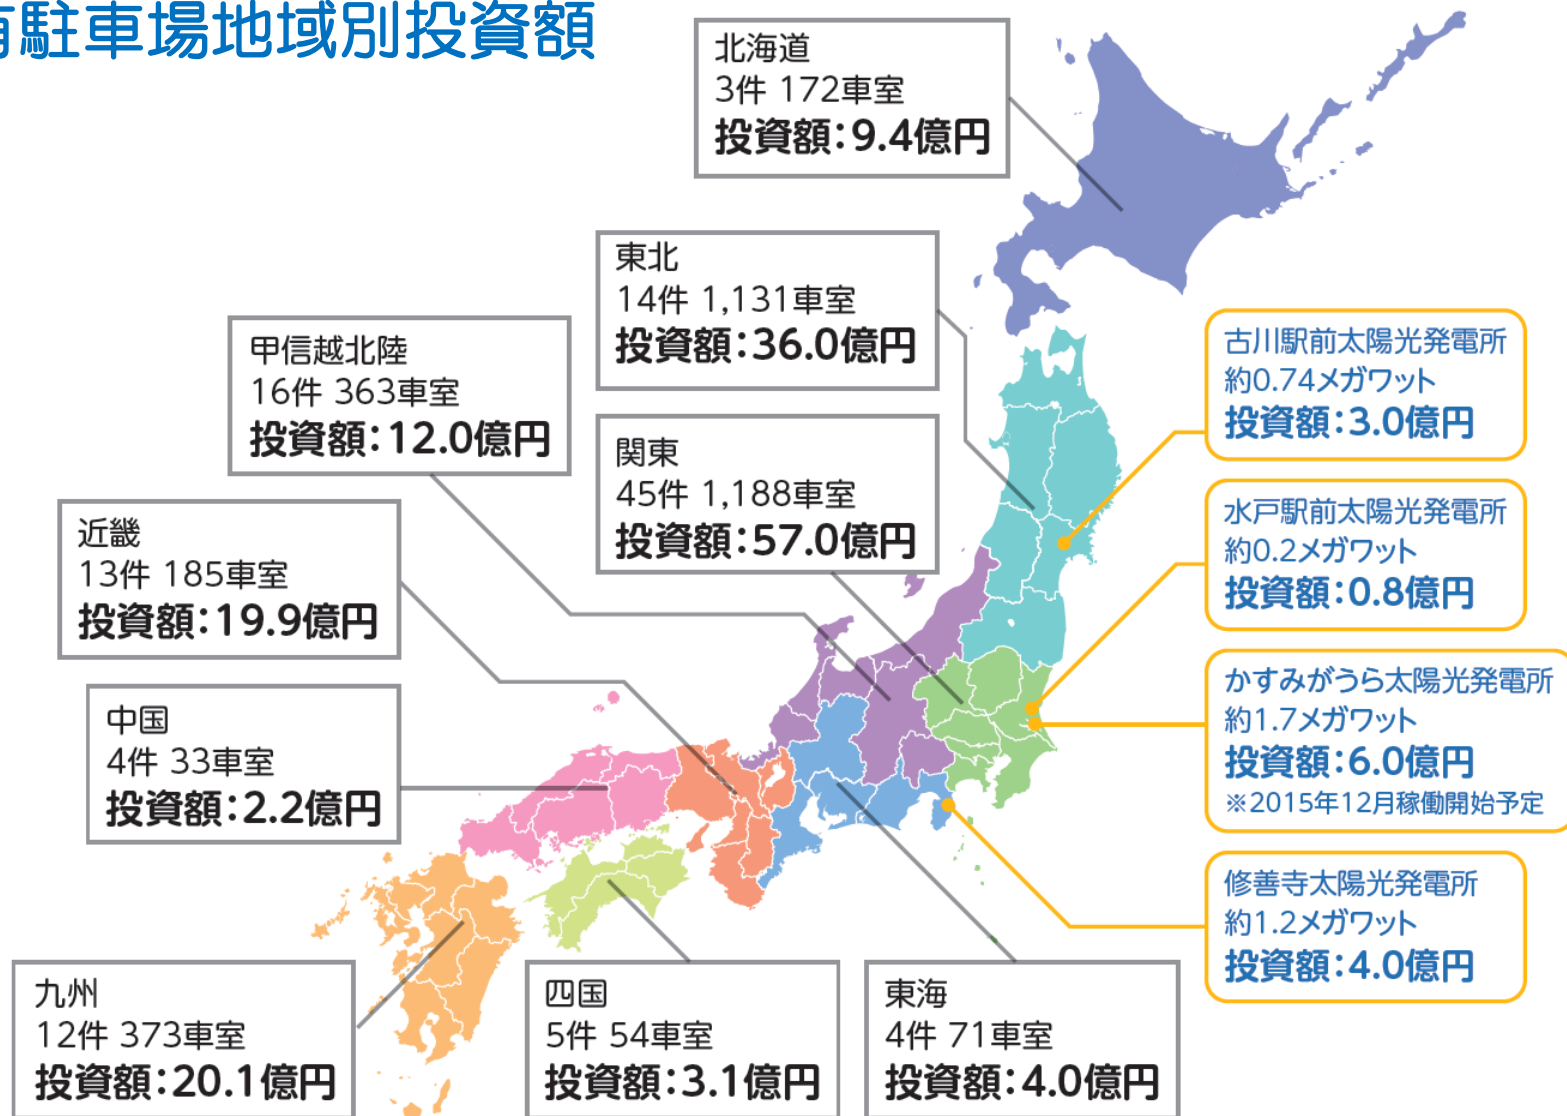 有駐車場地域別投資額
北海道
3件 172車室
投資額：9.4億円
東北
14件 1,131車室
投資額：36.0億円
甲信越北陸
16件 363車室
投資額：12.0億円
関東
45件 1,188車室
投資額：57.0億円
近畿
13件 185車室
投資額：19.9億円
中国
4件 33車室
投資額：2.2億円
九州
12件 373車室
投資額：20.1億円
四国
5件 54車室
投資額：3.1億円
東海
4件 71車室
投資額：4.0億円
古川駅前太陽光発電所
約0.74メガワット
投資額：3.0億円
水戸駅前太陽光発電所
約0.2メガワット
投資額：0.8億円
かすみがうら太陽光発電所
約1.7メガワット
投資額：6.0億円
※2015年12月稼働開始予定
修善寺太陽光発電所
約1.2メガワット
投資額：4.0億円